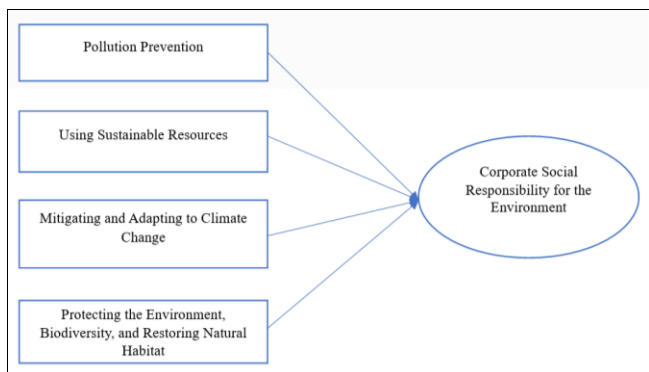 Pollution Prevention
Using Sustainable Resources
Mitigating and Adapting to Climate
Change
Protecting the Environment,
Biodiversity, and Restoring Natural
Habitat
Corporate Social
Responsibility for the
Environment